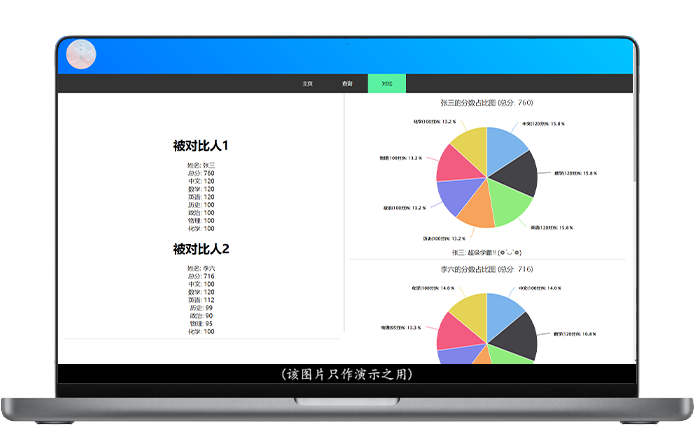 主页 查询 对比
被对比人1
姓名: 张三
总分: 760
中文: 120
数学: 120
英语: 120
历史: 100
政治: 100
物理: 100
化学: 100
被对比人2
姓名: 李六
总分: 716
中文: 100
数学: 120
英语: 112
历史: 99
政治: 90
物理: 95
化学: 100
张三的分数占比图 (总分: 760)
化学(100分)%: 13.2 %
中文(120分)%: 15.8 %
物理(100分)%: 13.2 %
数学(120分)%: 15.8 %
政治(100分)%: 13.2 %
英语(120分)%: 15.8 %
历史(100分)%: 13.2 %
张三: 超级学霸!!
李六的分数占比图 (总分: 716)
化学(100分)%: 14.0 %
中文(100分)%: 14.0 %
物理(95分)%: 13.3 %
数学(120分)%: 16.8 %
(该图片只作演示之用)